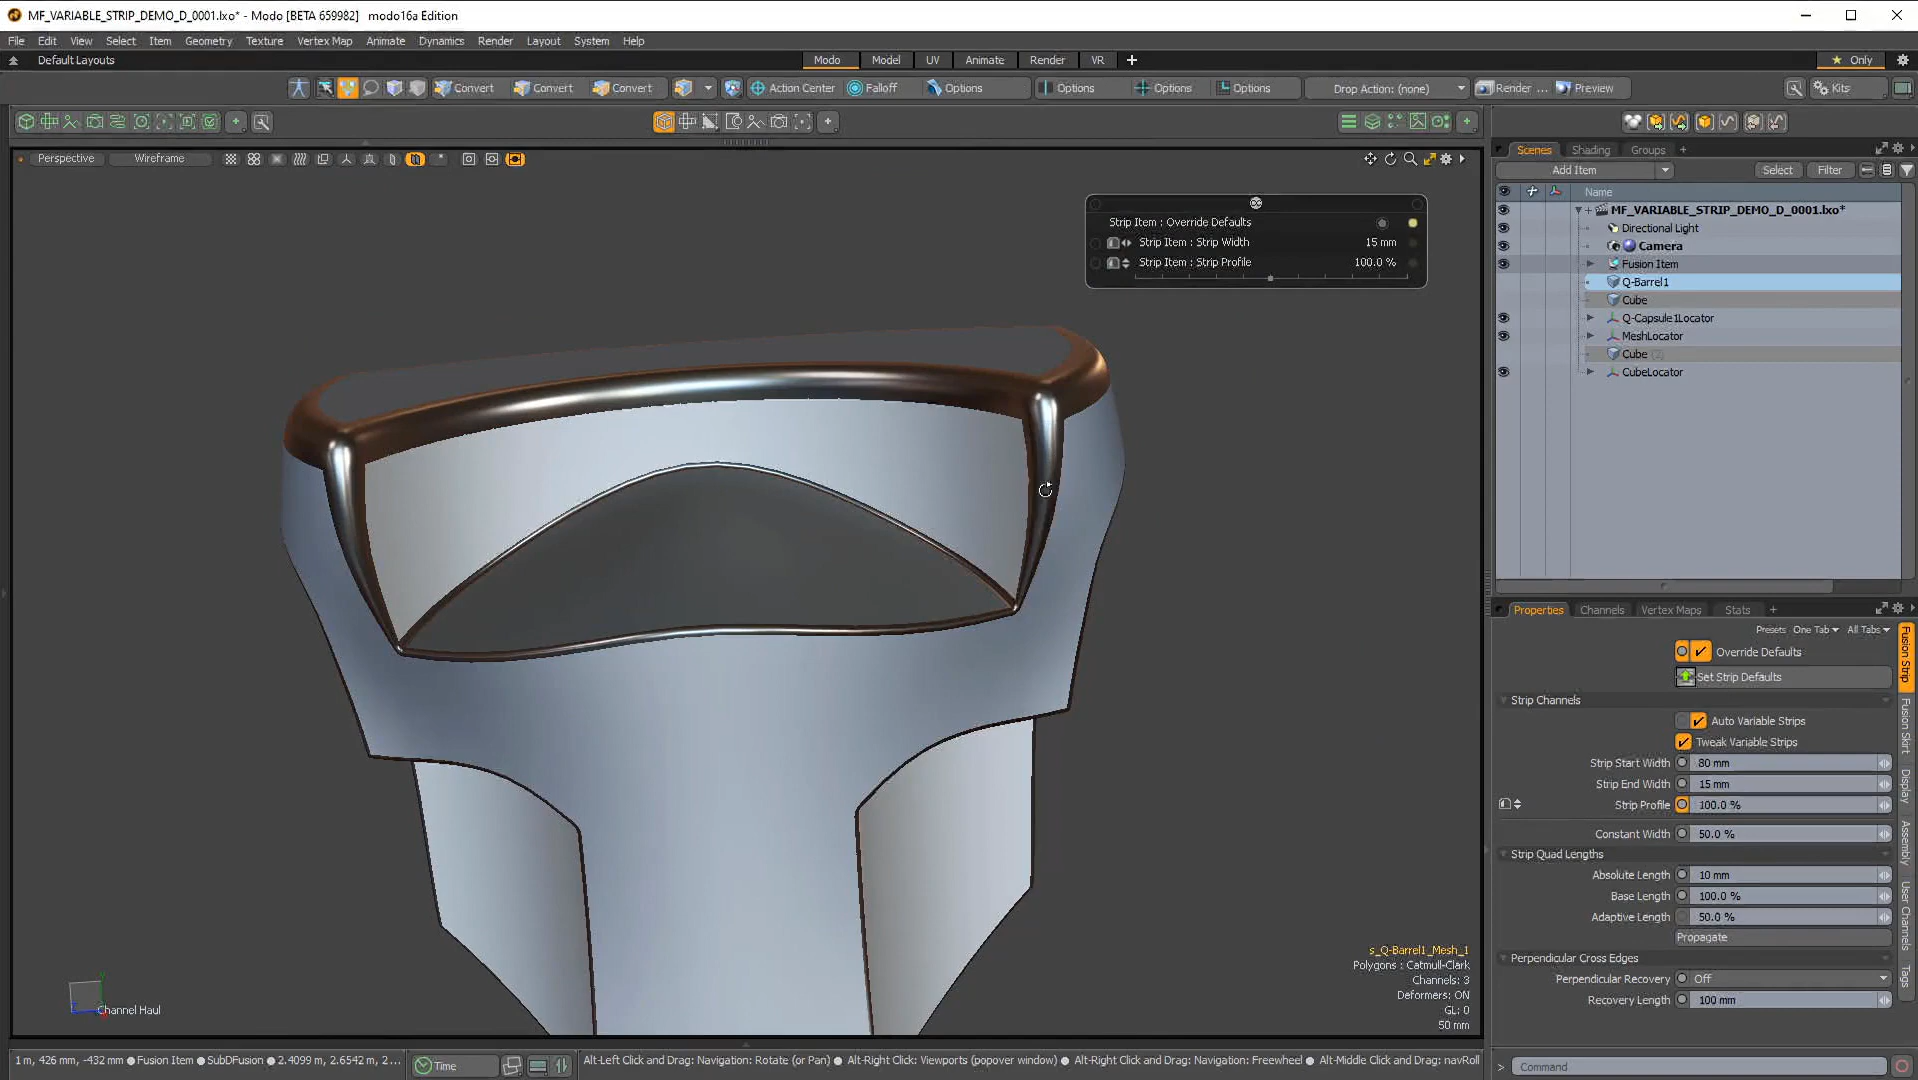 MF_VARIABLE_STRIP_DEMO_D_0001.lxo* - Modo [BETA 659982] modo16a Edition
File Edit View Select Item Geometry Texture Vertex Map Animate Dynamics Render Layout System Help
Default Layouts
Modo Model UV Animate Render VR
Only
Convert Convert Convert Action Center Falloff Options Options Options Options Drop Action: (none) Render ... Preview Kits
Perspective Wireframe
Strip Item : Override Defaults
Strip Item : Strip Width 15 mm
Strip Item : Strip Profile 100.0 %
s_Q-Barrel1_Mesh_1
Polygons : Catmull-Clark
Channels: 3
Deformers: ON
GL: 0
50 mm
Channel Haul
Scenes Shading Groups
Add Item Select Filter
Name
MF_VARIABLE_STRIP_DEMO_D_0001.lxo*
Directional Light
Camera
Fusion Item
Q-Barrel1
Cube
Q-Capsule1Locator
MeshLocator
Cube (2)
CubeLocator
Properties Channels Vertex Maps Stats
Presets One Tab All Tabs
Override Defaults
Set Strip Defaults
Strip Channels
Auto Variable Strips
Tweak Variable Strips
Strip Start Width 80 mm
Strip End Width 15 mm
Strip Profile 100.0 %
Constant Width 50.0 %
Strip Quad Lengths
Absolute Length 10 mm
Base Length 100.0 %
Adaptive Length 50.0 %
Propagate
Perpendicular Cross Edges
Perpendicular Recovery Off
Recovery Length 100 mm
Fusion Strip
Fusion Skirt
Display
Assembly
User Channels
Tags
1 m, 426 mm, -432 mm Fusion Item SubDFusion 2.4099 m, 2.6542 m, 2 ...
Time
Alt-Left Click and Drag: Navigation: Rotate (or Pan) Alt-Right Click: Viewports (popover window) Alt-Right Click and Drag: Navigation: Freewheel Alt-Middle Click and Drag: navRoll
Command